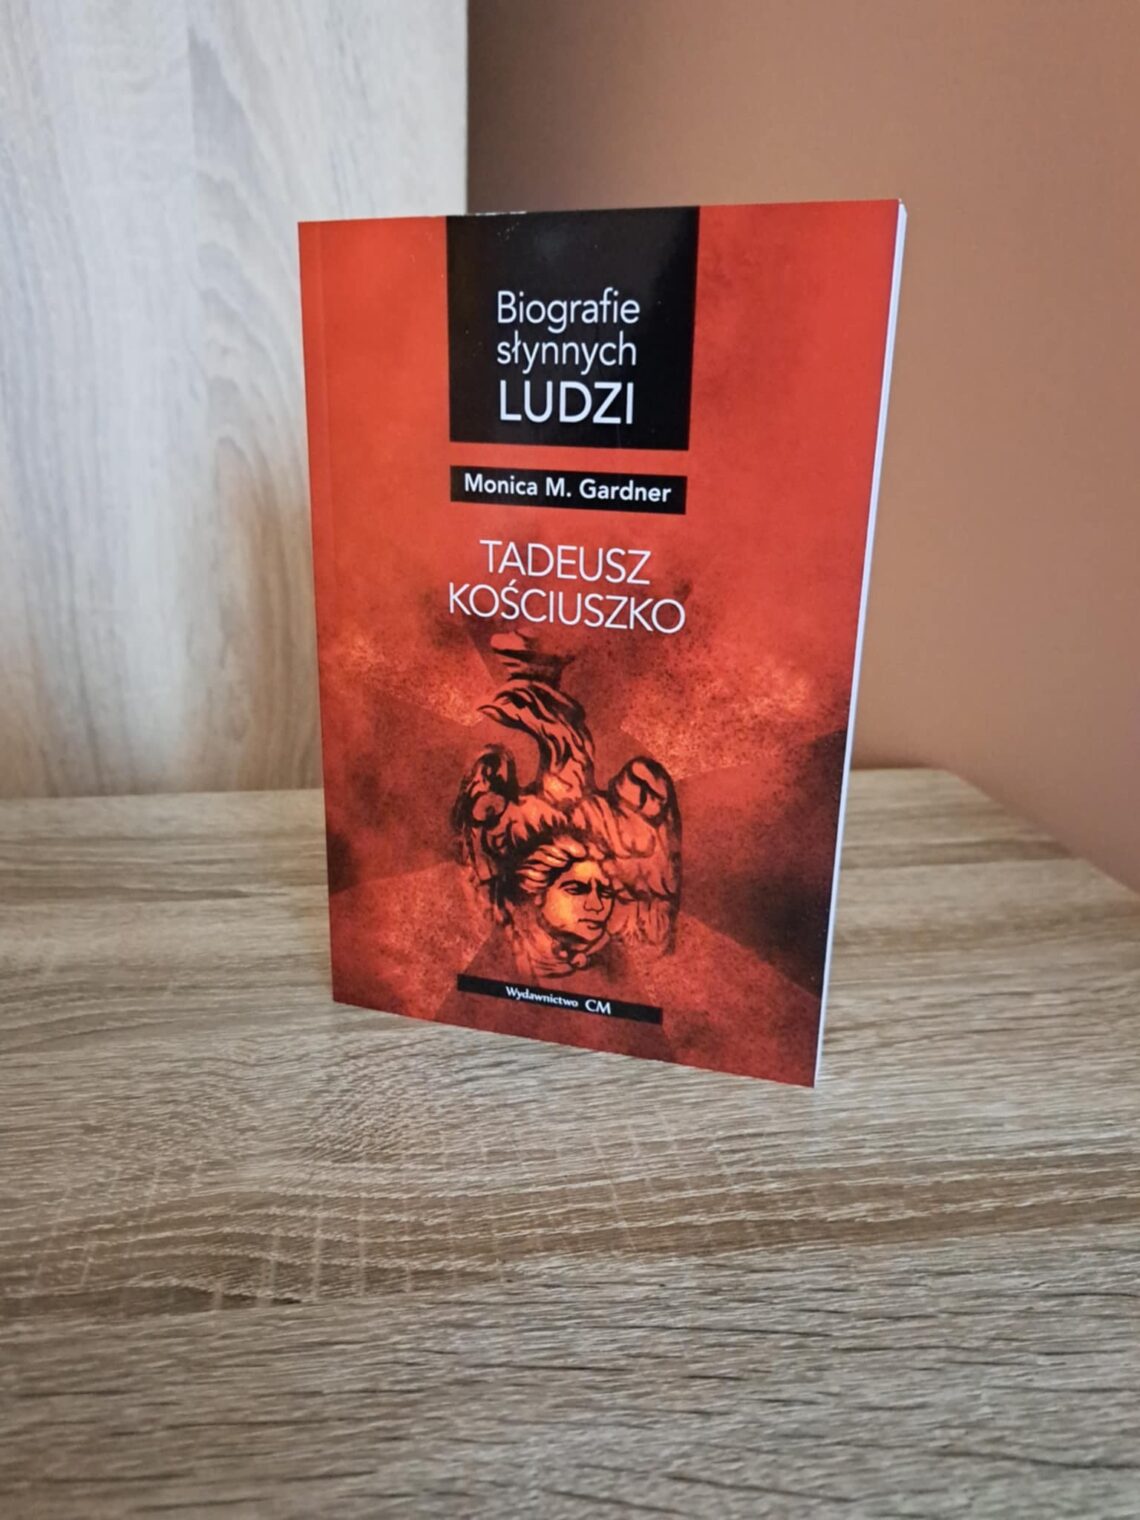 Biografie
słynnych
LUDZI
Monica M. Gardner
TADEUSZ
KOŚCIUSZKO
Wydawnictwo CM